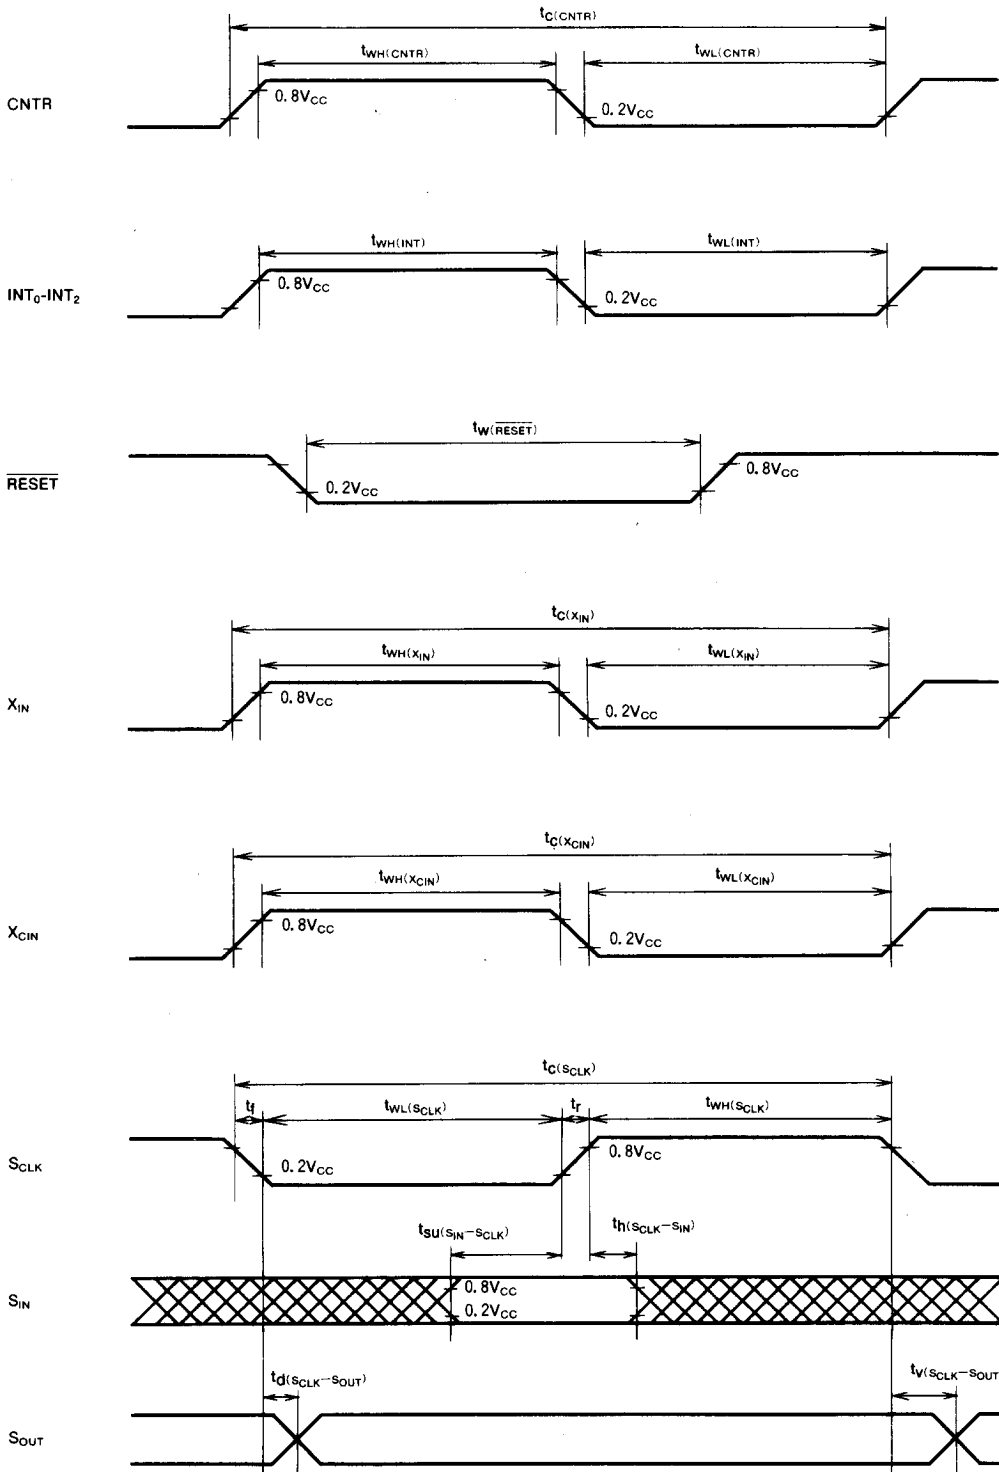 tC(CNTR)
tWH(CNTR) tWL(CNTR)
CNTR 0.8VCC 0.2VCC
tWH(INT) tWL(INT)
INT0-INT2 0.8VCC 0.2VCC
tW(RESET)
RESET 0.2VCC 0.8VCC
tC(XIN)
tWH(XIN) tWL(XIN)
XIN 0.8VCC 0.2VCC
tC(XCIN)
tWH(XCIN) tWL(XCIN)
XCIN 0.8VCC 0.2VCC
tC(SCLK)
tf tWL(SCLK) tr tWH(SCLK)
SCLK 0.2VCC 0.8VCC
tsu(SIN-SCLK) th(SCLK-SIN)
SIN 0.8VCC
0.2VCC
td(SCLK-SOUT) tv(SCLK-SOUT
SOUT